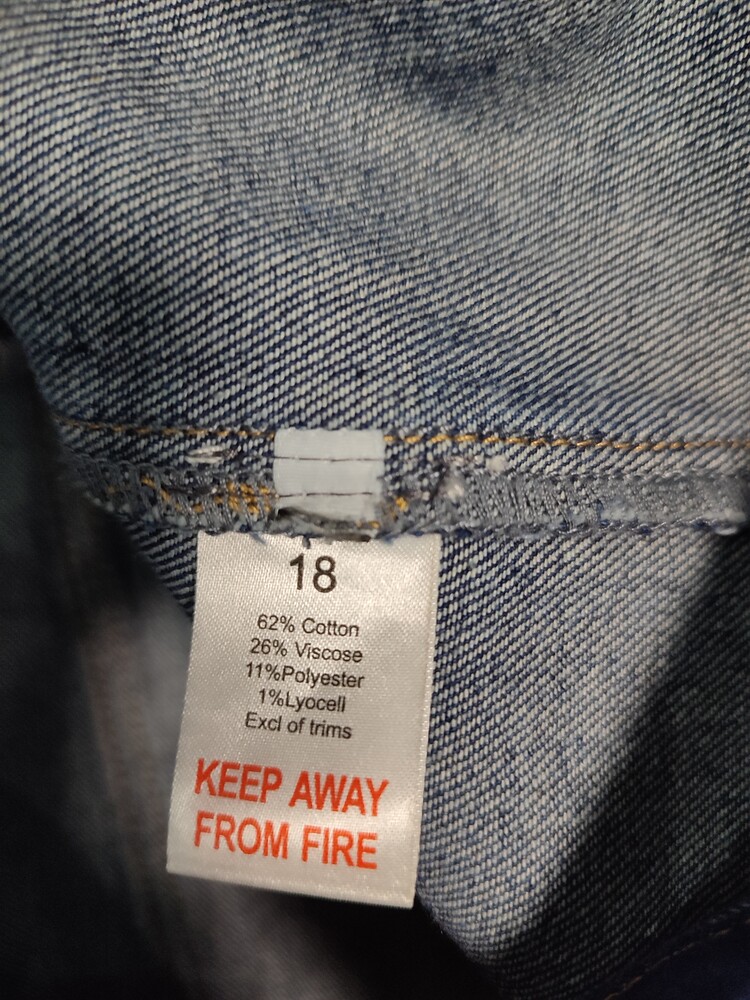 18
62% Cotton
26% Viscose
11%Polyester
1%Lyocell
Excl of trims
KEEP AWAY
FROM FIRE